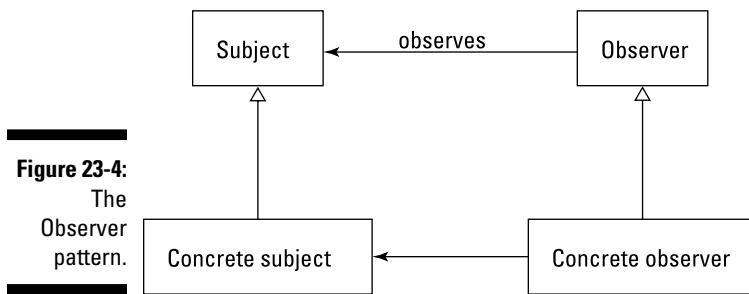 Subject
observes
Observer
Figure 23-4:
The
Observer
pattern.
Concrete subject
Concrete observer